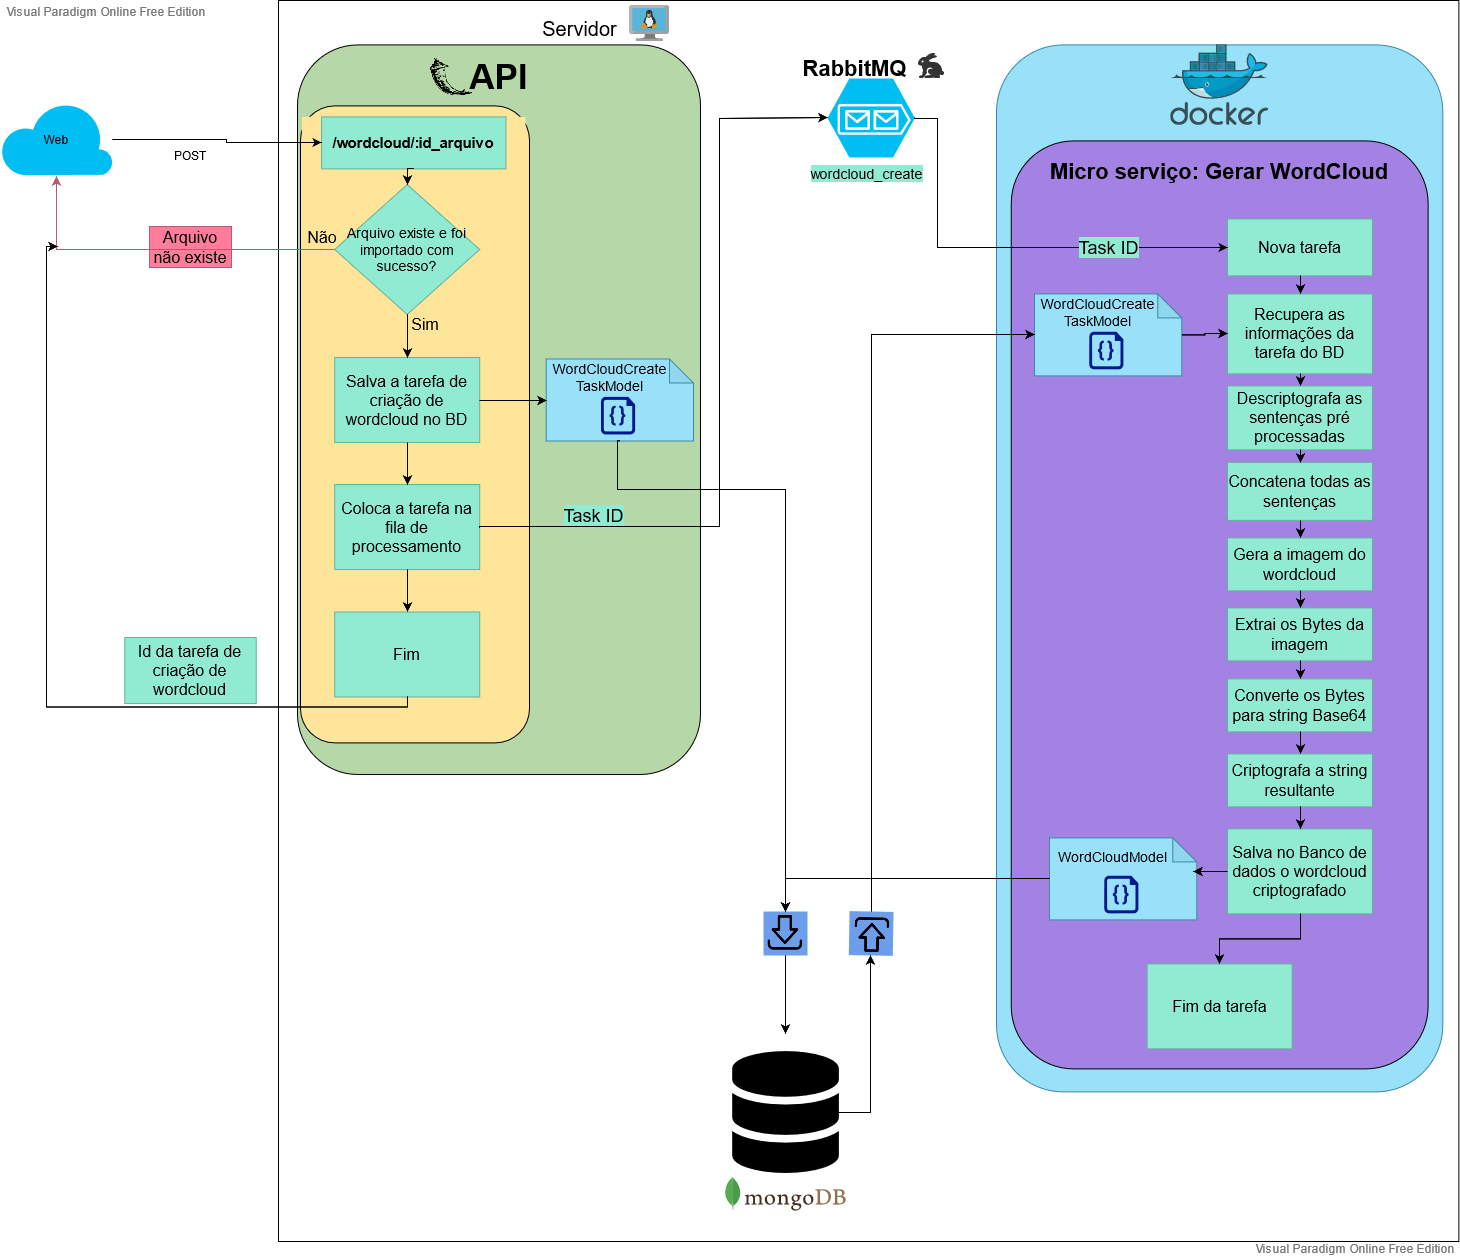 Visual Paradigm Online Free Edition
Servidor
API
RabbitMQ
docker
Web
POST
/wordcloud/:id_arquivo
wordcloud_create
Micro serviço: Gerar WordCloud
Arquivo
não existe
Não
Arquivo existe e foi
importado com
sucesso?
Sim
Task ID
Nova tarefa
WordCloudCreate
TaskModel
{}
Recupera as
informações da
tarefa do BD
Salva a tarefa de
criação de
wordcloud no BD
WordCloudCreate
TaskModel
{}
Descriptografa as
sentenças pré
processadas
Concatena todas as
sentenças
Coloca a tarefa na
fila de
processamento
Task ID
Gera a imagem do
wordcloud
Extrai os Bytes da
imagem
Id da tarefa de
criação de
wordcloud
Fim
Converte os Bytes
para string Base64
Criptografa a string
resultante
WordCloudModel
{}
Salva no Banco de
dados o wordcloud
criptografado
Fim da tarefa
mongoDB
Visual Paradigm Online Free Edition